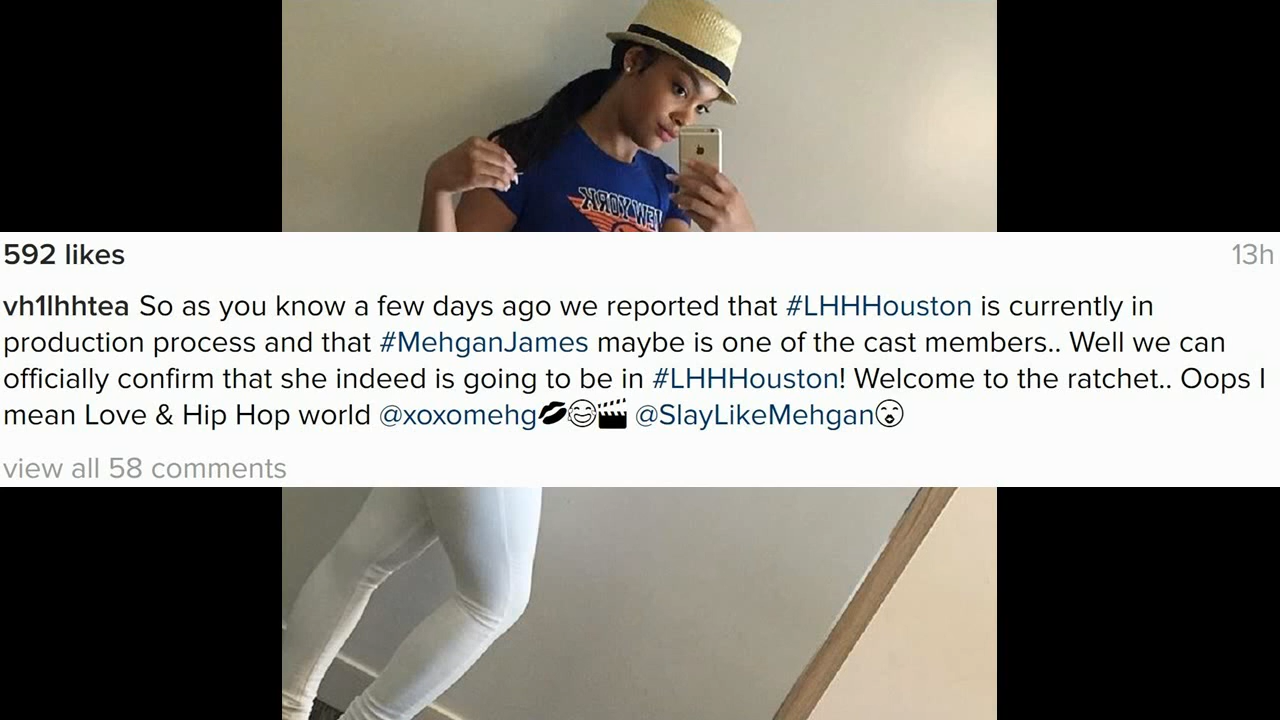 NEW YORK
592 likes
13h
vh1lhhtea So as you know a few days ago we reported that #LHHHouston is currently in
production process and that #MehganJames maybe is one of the cast members.. Well we can
officially confirm that she indeed is going to be in #LHHHouston! Welcome to the ratchet.. Oops I
mean Love & Hip Hop world @xoxomehg💋😂🎬 @SlayLikeMehgan😮
view all 58 comments